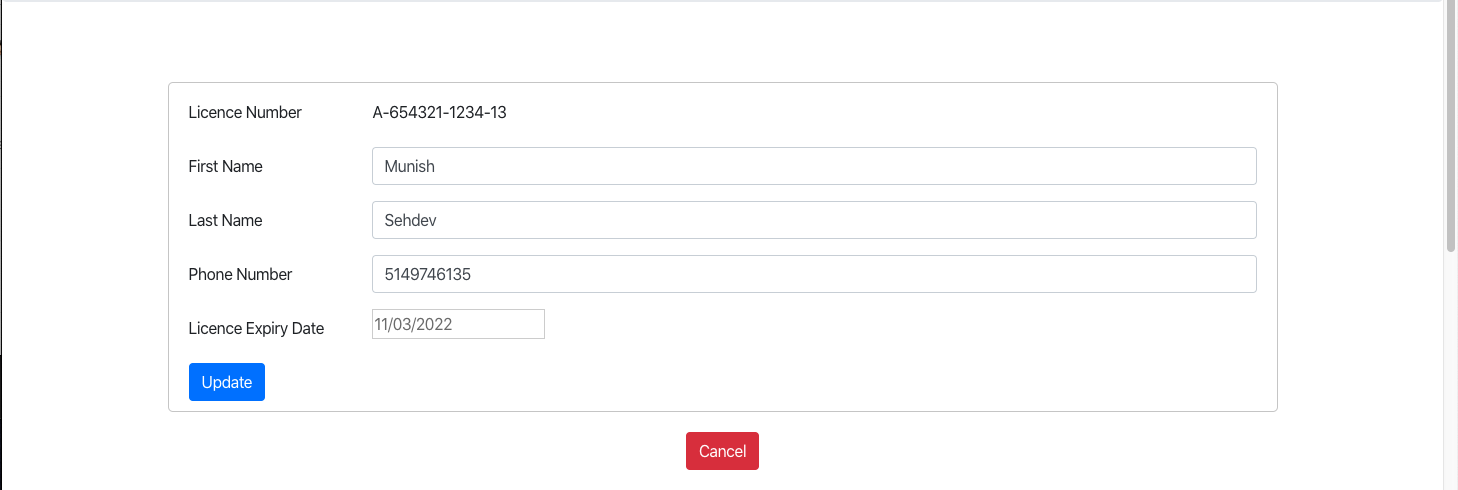 Licence Number A-654321-1234-13
First Name Munish
Last Name Sehdev
Phone Number 5149746135
Licence Expiry Date 11/03/2022
Update
Cancel